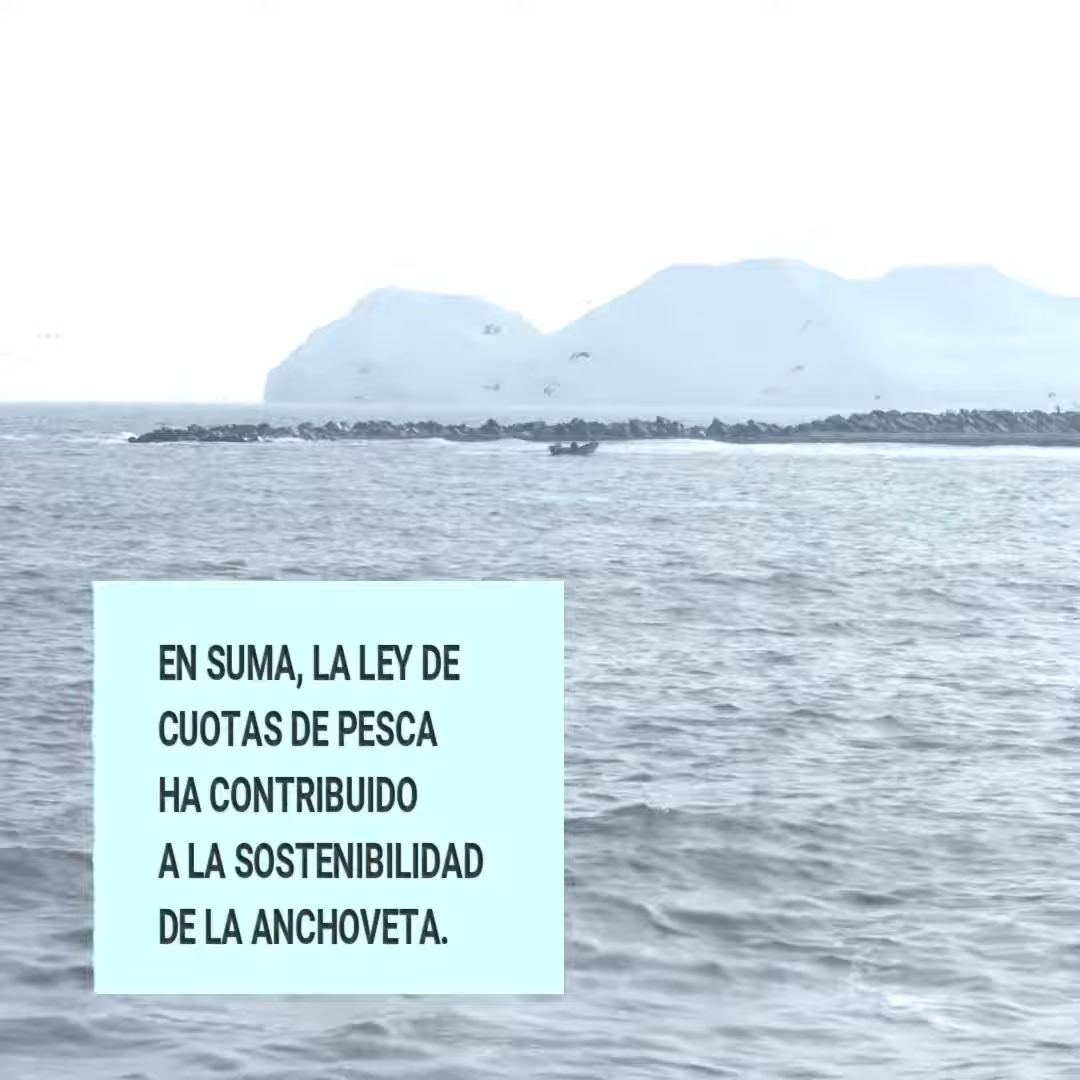 EN SUMA, LA LEY DE
CUOTAS DE PESCA
HA CONTRIBUIDO
A LA SOSTENIBILIDAD
DE LA ANCHOVETA.